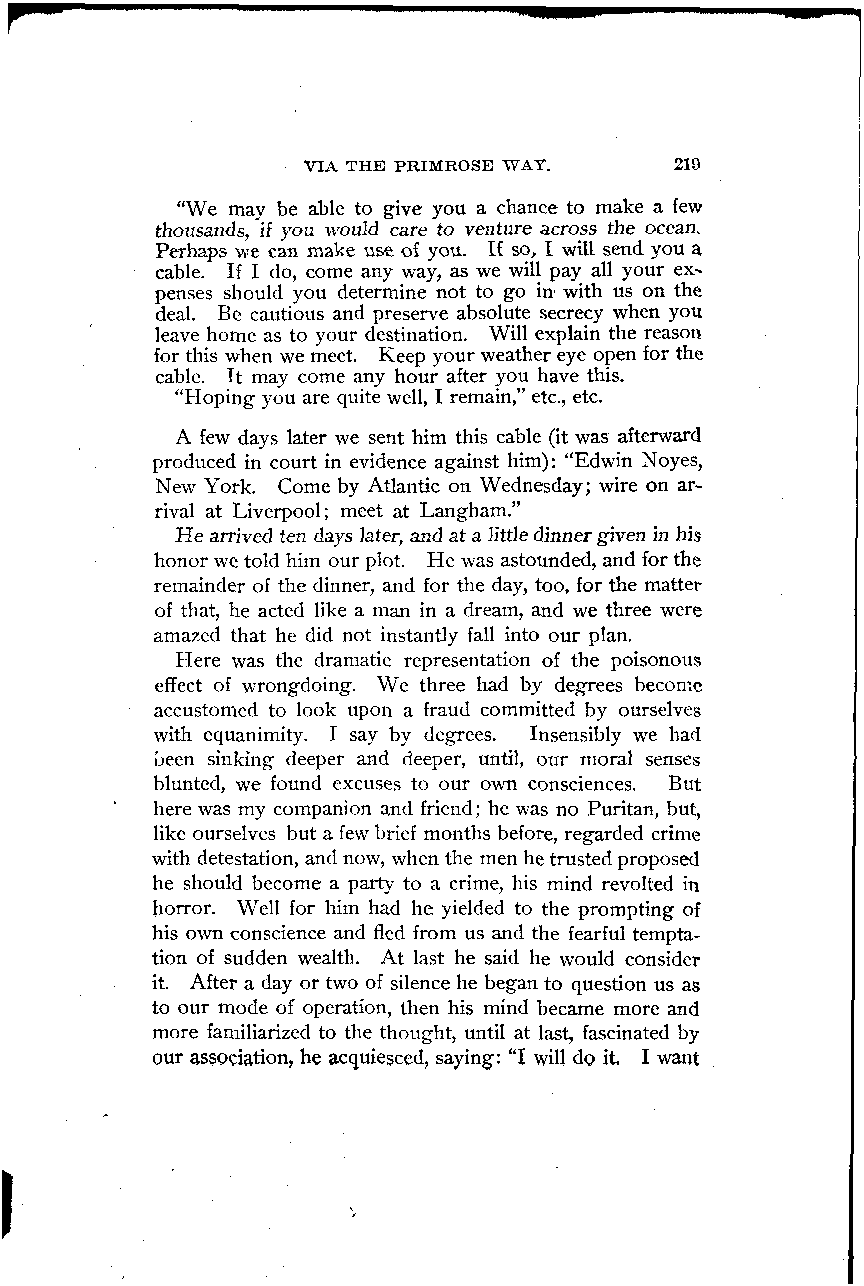 VIA THE PRIMROSE WAY. 219
"We may be able to give you a chance to make a few
thousands, if you would care to venture across the ocean.
Perhaps we can make use of you. If so, I will send you a
cable. If I do, come any way, as we will pay all your ex-
penses should you determine not to go in with us on the
deal. Be cautious and preserve absolute secrecy when you
leave home as to your destination. Will explain the reason
for this when we meet. Keep your weather eye open for the
cable. It may come any hour after you have this.
"Hoping you are quite well, I remain," etc., etc.
A few days later we sent him this cable (it was afterward
produced in court in evidence against him): "Edwin Noyes,
New York. Come by Atlantic on Wednesday; wire on ar-
rival at Liverpool; meet at Langham."
He arrived ten days later, and at a little dinner given in his
honor we told him our plot. He was astounded, and for the
remainder of the dinner, and for the day, too, for the matter
of that, he acted like a man in a dream, and we three were
amazed that he did not instantly fall into our plan.
Here was the dramatic representation of the poisonous
effect of wrongdoing. We three had by degrees become
accustomed to look upon a fraud committed by ourselves
with equanimity. I say by degrees. Insensibly we had
been sinking deeper and deeper, until, our moral senses
blunted, we found excuses to our own consciences. But
here was my companion and friend; he was no Puritan, but,
like ourselves but a few brief months before, regarded crime
with detestation, and now, when the men he trusted proposed
he should become a party to a crime, his mind revolted in
horror. Well for him had he yielded to the prompting of
his own conscience and fled from us and the fearful tempta-
tion of sudden wealth. At last he said he would consider
it. After a day or two of silence he began to question us as
to our mode of operation, then his mind became more and
more familiarized to the thought, until at last, fascinated by
our association, he acquiesced, saying: "I will do it. I want